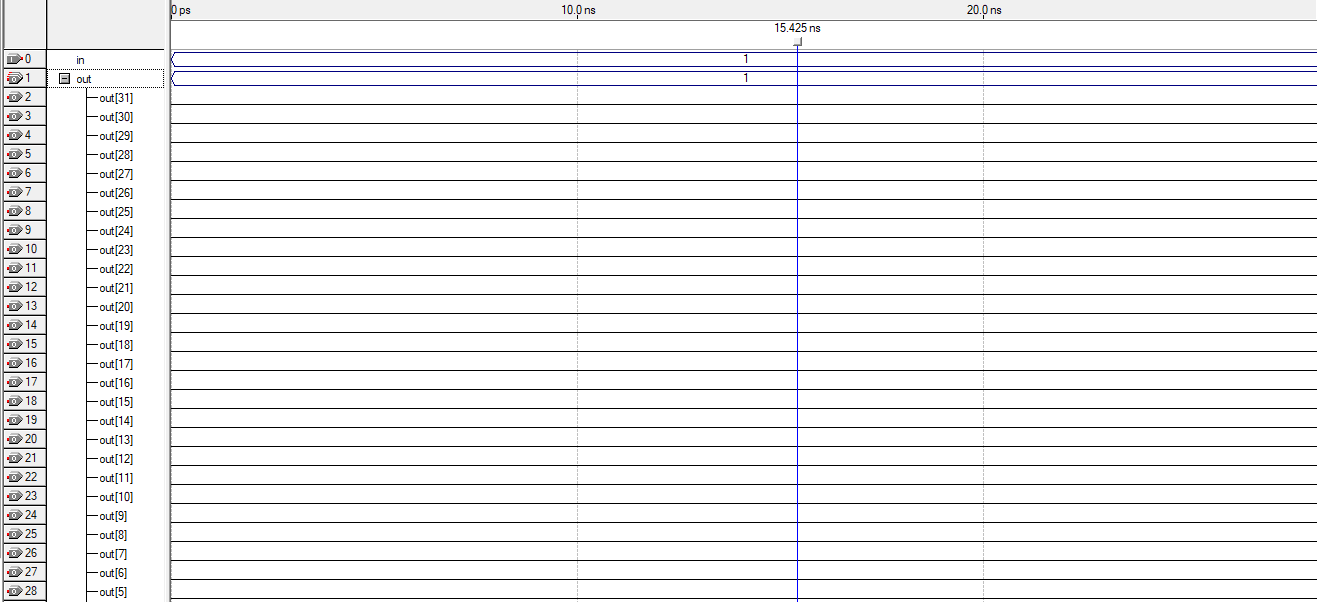 0 ps 10.0 ns 20.0 ns
15.425 ns
0 in 1
1 out 1
2 out[31]
3 out[30]
4 out[29]
5 out[28]
6 out[27]
7 out[26]
8 out[25]
9 out[24]
10 out[23]
11 out[22]
12 out[21]
13 out[20]
14 out[19]
15 out[18]
16 out[17]
17 out[16]
18 out[15]
19 out[14]
20 out[13]
21 out[12]
22 out[11]
23 out[10]
24 out[9]
25 out[8]
26 out[7]
27 out[6]
28 out[5]